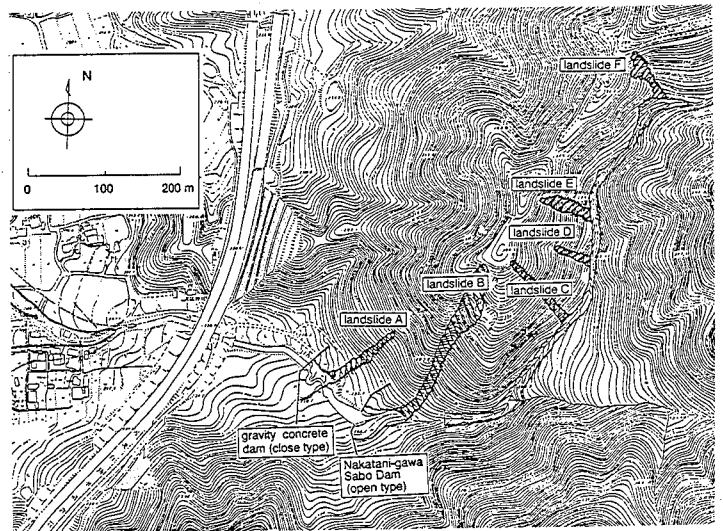 N
0 100 200 m
landslide F
landslide E
landslide D
landslide B
landslide C
landslide A
gravity concrete
dam (close type)
Nakatani-gawa
Sabo Dam
(open type)